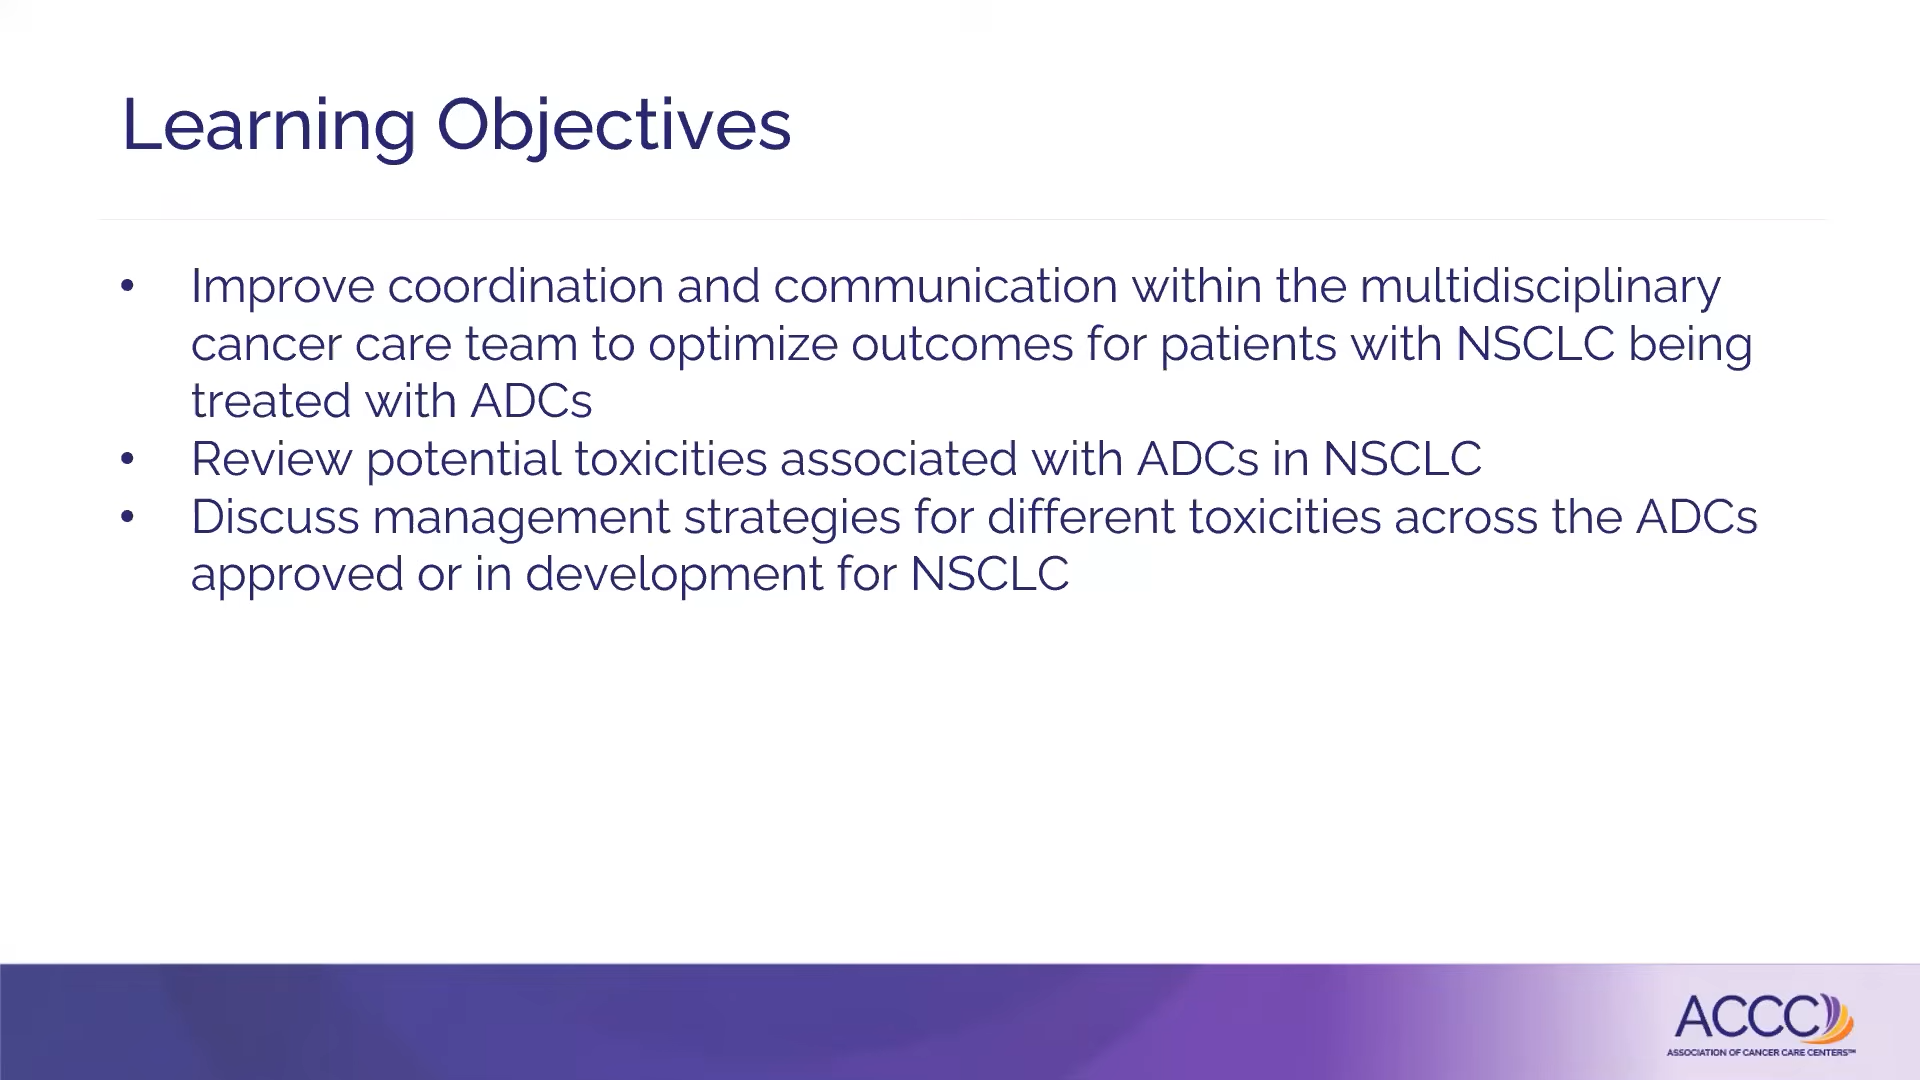 Learning Objectives
• Improve coordination and communication within the multidisciplinary
cancer care team to optimize outcomes for patients with NSCLC being
treated with ADCs
• Review potential toxicities associated with ADCs in NSCLC
• Discuss management strategies for different toxicities across the ADCs
approved or in development for NSCLC
ACCC
ASSOCIATION OF CANCER CARE CENTERS™